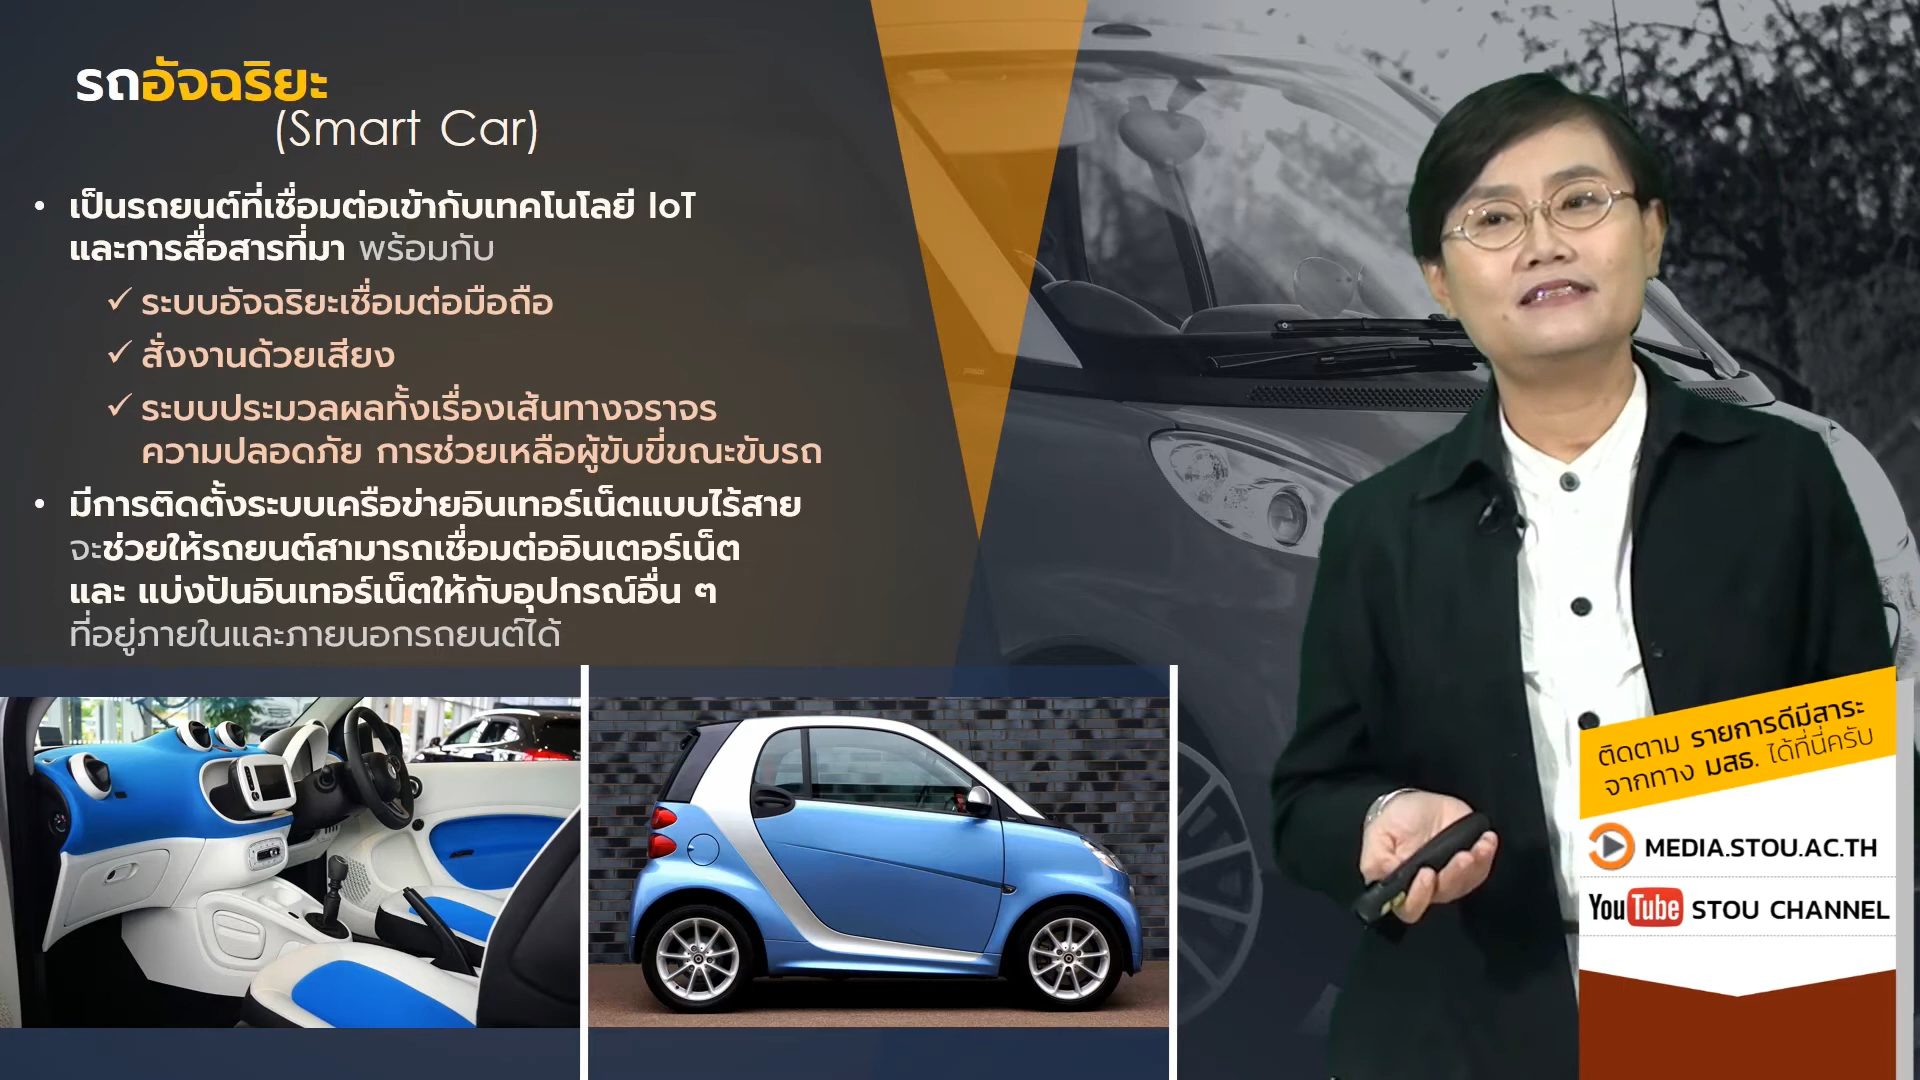 รถอัจฉริยะ
(Smart Car)
• เป็นรถยนต์ที่เชื่อมต่อเข้ากับเทคโนโลยี IoT
และการสื่อสารที่มา พร้อมกับ
✓ ระบบอัจฉริยะเชื่อมต่อมือถือ
✓ สั่งงานด้วยเสียง
✓ ระบบประมวลผลทั้งเรื่องเส้นทางจราจร
ความปลอดภัย การช่วยเหลือผู้ขับขี่ขณะขับรถ
• มีการติดตั้งระบบเครือข่ายอินเทอร์เน็ตแบบไร้สาย
จะช่วยให้รถยนต์สามารถเชื่อมต่ออินเตอร์เน็ต
และ แบ่งปันอินเทอร์เน็ตให้กับอุปกรณ์อื่น ๆ
ที่อยู่ภายในและภายนอกรถยนต์ได้
ติดตาม รายการดีมีสาระ
จากทาง มสธ. ได้ที่นี่ครับ
MEDIA.STOU.AC.TH
YouTube STOU CHANNEL